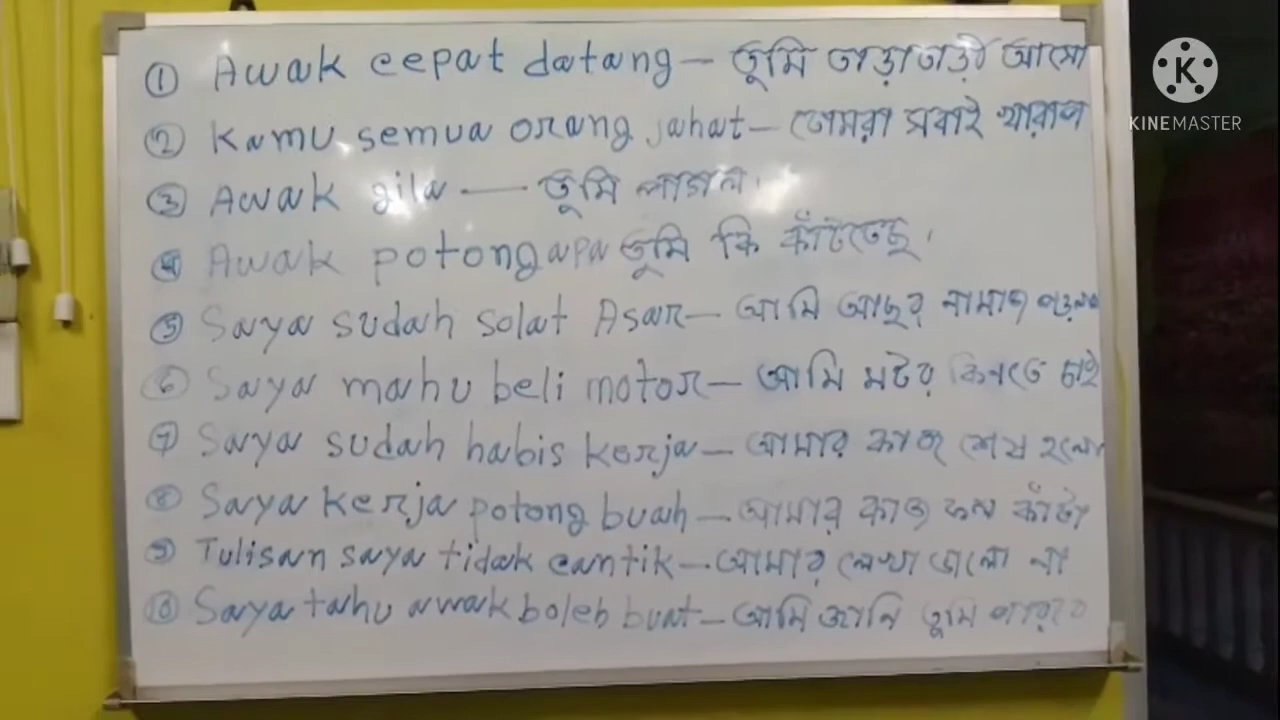 ① Awak cepat datang – তুমি তাড়াতাড়ী আসো
② Kamu semua orang jahat – তোমরা সবাই খারাপ
③ Awak gila — তুমি পাগল।
④ Awak potong apa তুমি কি কাঁটতেছ।
⑤ Saya sudah solat Asar – আমি আছর নামাজ
⑥ Saya mahu beli motor – আমি মটর কিনতে চাই
⑦ Saya sudah habis kerja – আমার কাজ শেষ হলো
⑧ Saya kerja potong buah – আমার কাজ ফল কাঁটা
⑨ Tulisan saya tidak cantik – আমার লেখা ভালো না
⑩ Saya tahu awak boleh buat – আমি জানি তুমি পারবে
K
KINEMASTER